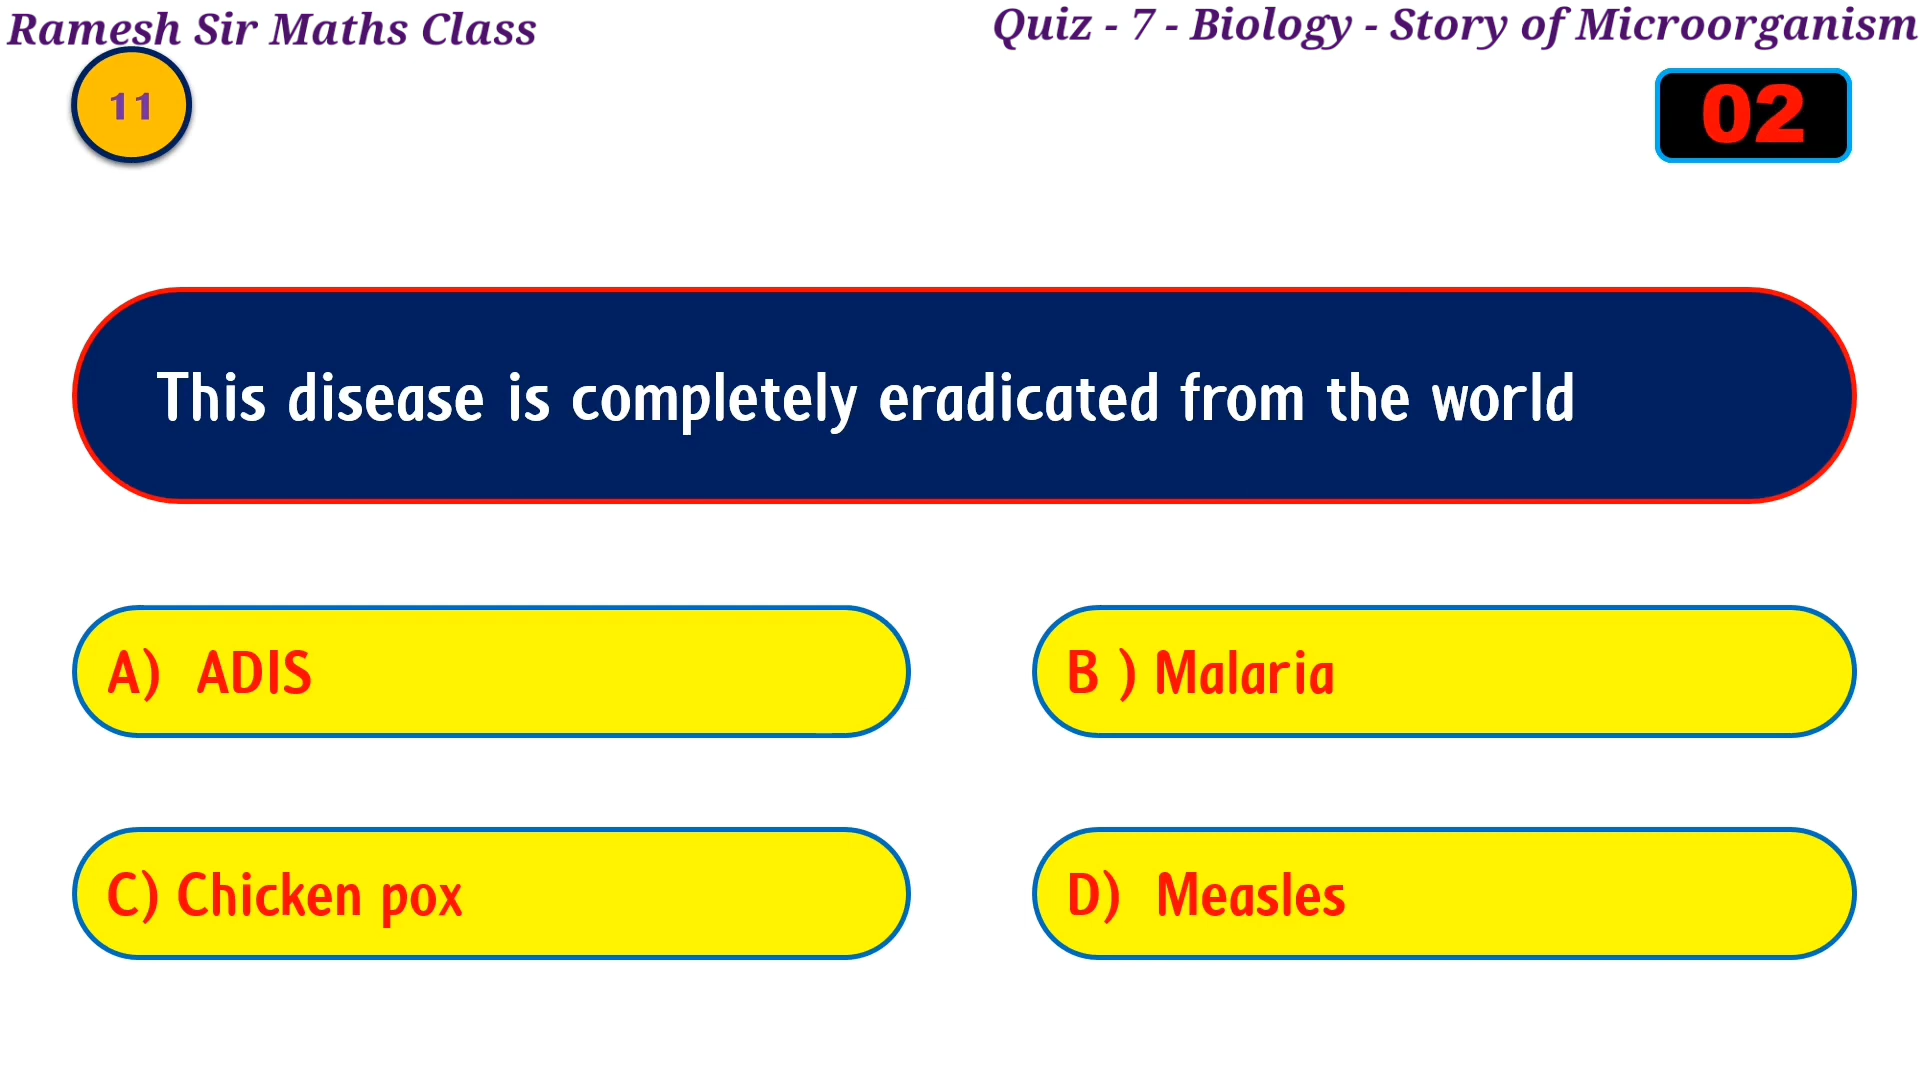 Ramesh Sir Maths Class
Quiz - 7 - Biology - Story of Microorganism
11
02
This disease is completely eradicated from the world
A) ADIS
B ) Malaria
C) Chicken pox
D) Measles